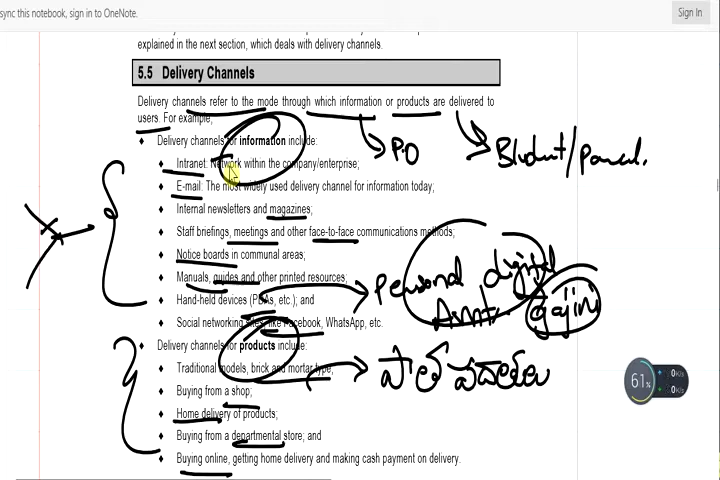 sync this notebook, sign in to OneNote.
Sign In
explained in the next section, which deals with delivery channels.
5.5 Delivery Channels
Delivery channels refer to the mode through which information or products are delivered to
users. For example,
♦ Delivery channels for information include:
♦ Intranet: Network within the company/enterprise;
♦ E-mail: The most widely used delivery channel for information today;
♦ Internal newsletters and magazines;
♦ Staff briefings, meetings and other face-to-face communications methods;
♦ Notice boards in communal areas;
♦ Manuals, guides and other printed resources;
♦ Hand-held devices (PDAs, etc.); and
♦ Social networking sites like Facebook, WhatsApp, etc.
♦ Delivery channels for products include:
♦ Traditional models, brick and mortar type;
♦ Buying from a shop;
♦ Home delivery of products;
♦ Buying from a departmental store; and
♦ Buying online, getting home delivery and making cash payment on delivery.
P.O
personal digital
gajini
61%
0K/s
0K/s